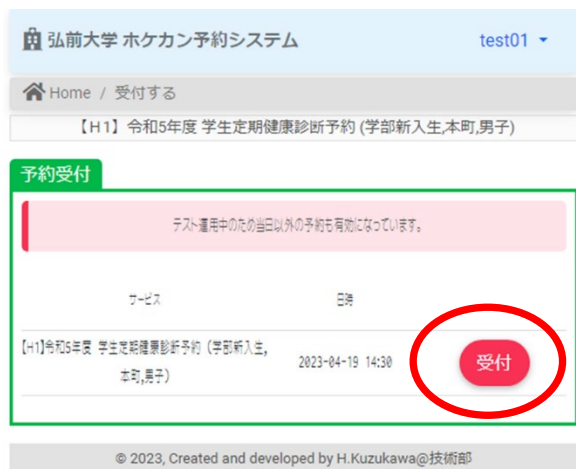 弘前大学 ホケカン予約システム
test01
Home / 受付する
【H1】令和5年度 学生定期健康診断予約 (学部新入生,本町,男子)
予約受付
テスト運用中のため当日以外の予約も有効になっています。
サービス 日時
【H1】令和5年度 学生定期健康診断予約 (学部新入生,
本町,男子)
2023-04-19 14:30
受付
© 2023, Created and developed by H.Kuzukawa@技術部